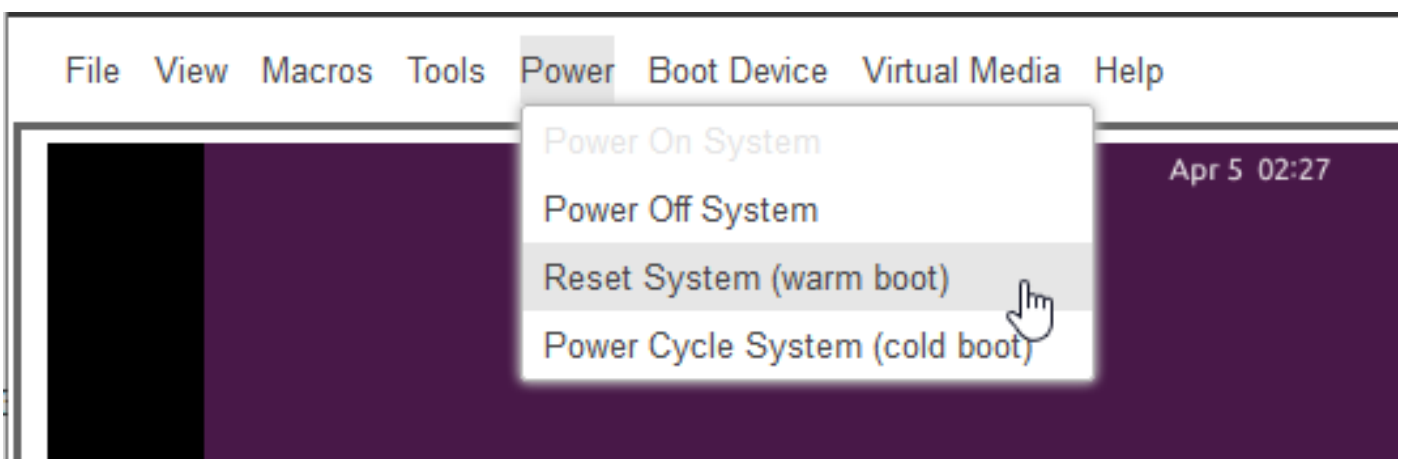 File View Macros Tools Power Boot Device Virtual Media Help
Power On System
Apr 5 02:27
Power Off System
Reset System (warm boot)
Power Cycle System (cold boot)